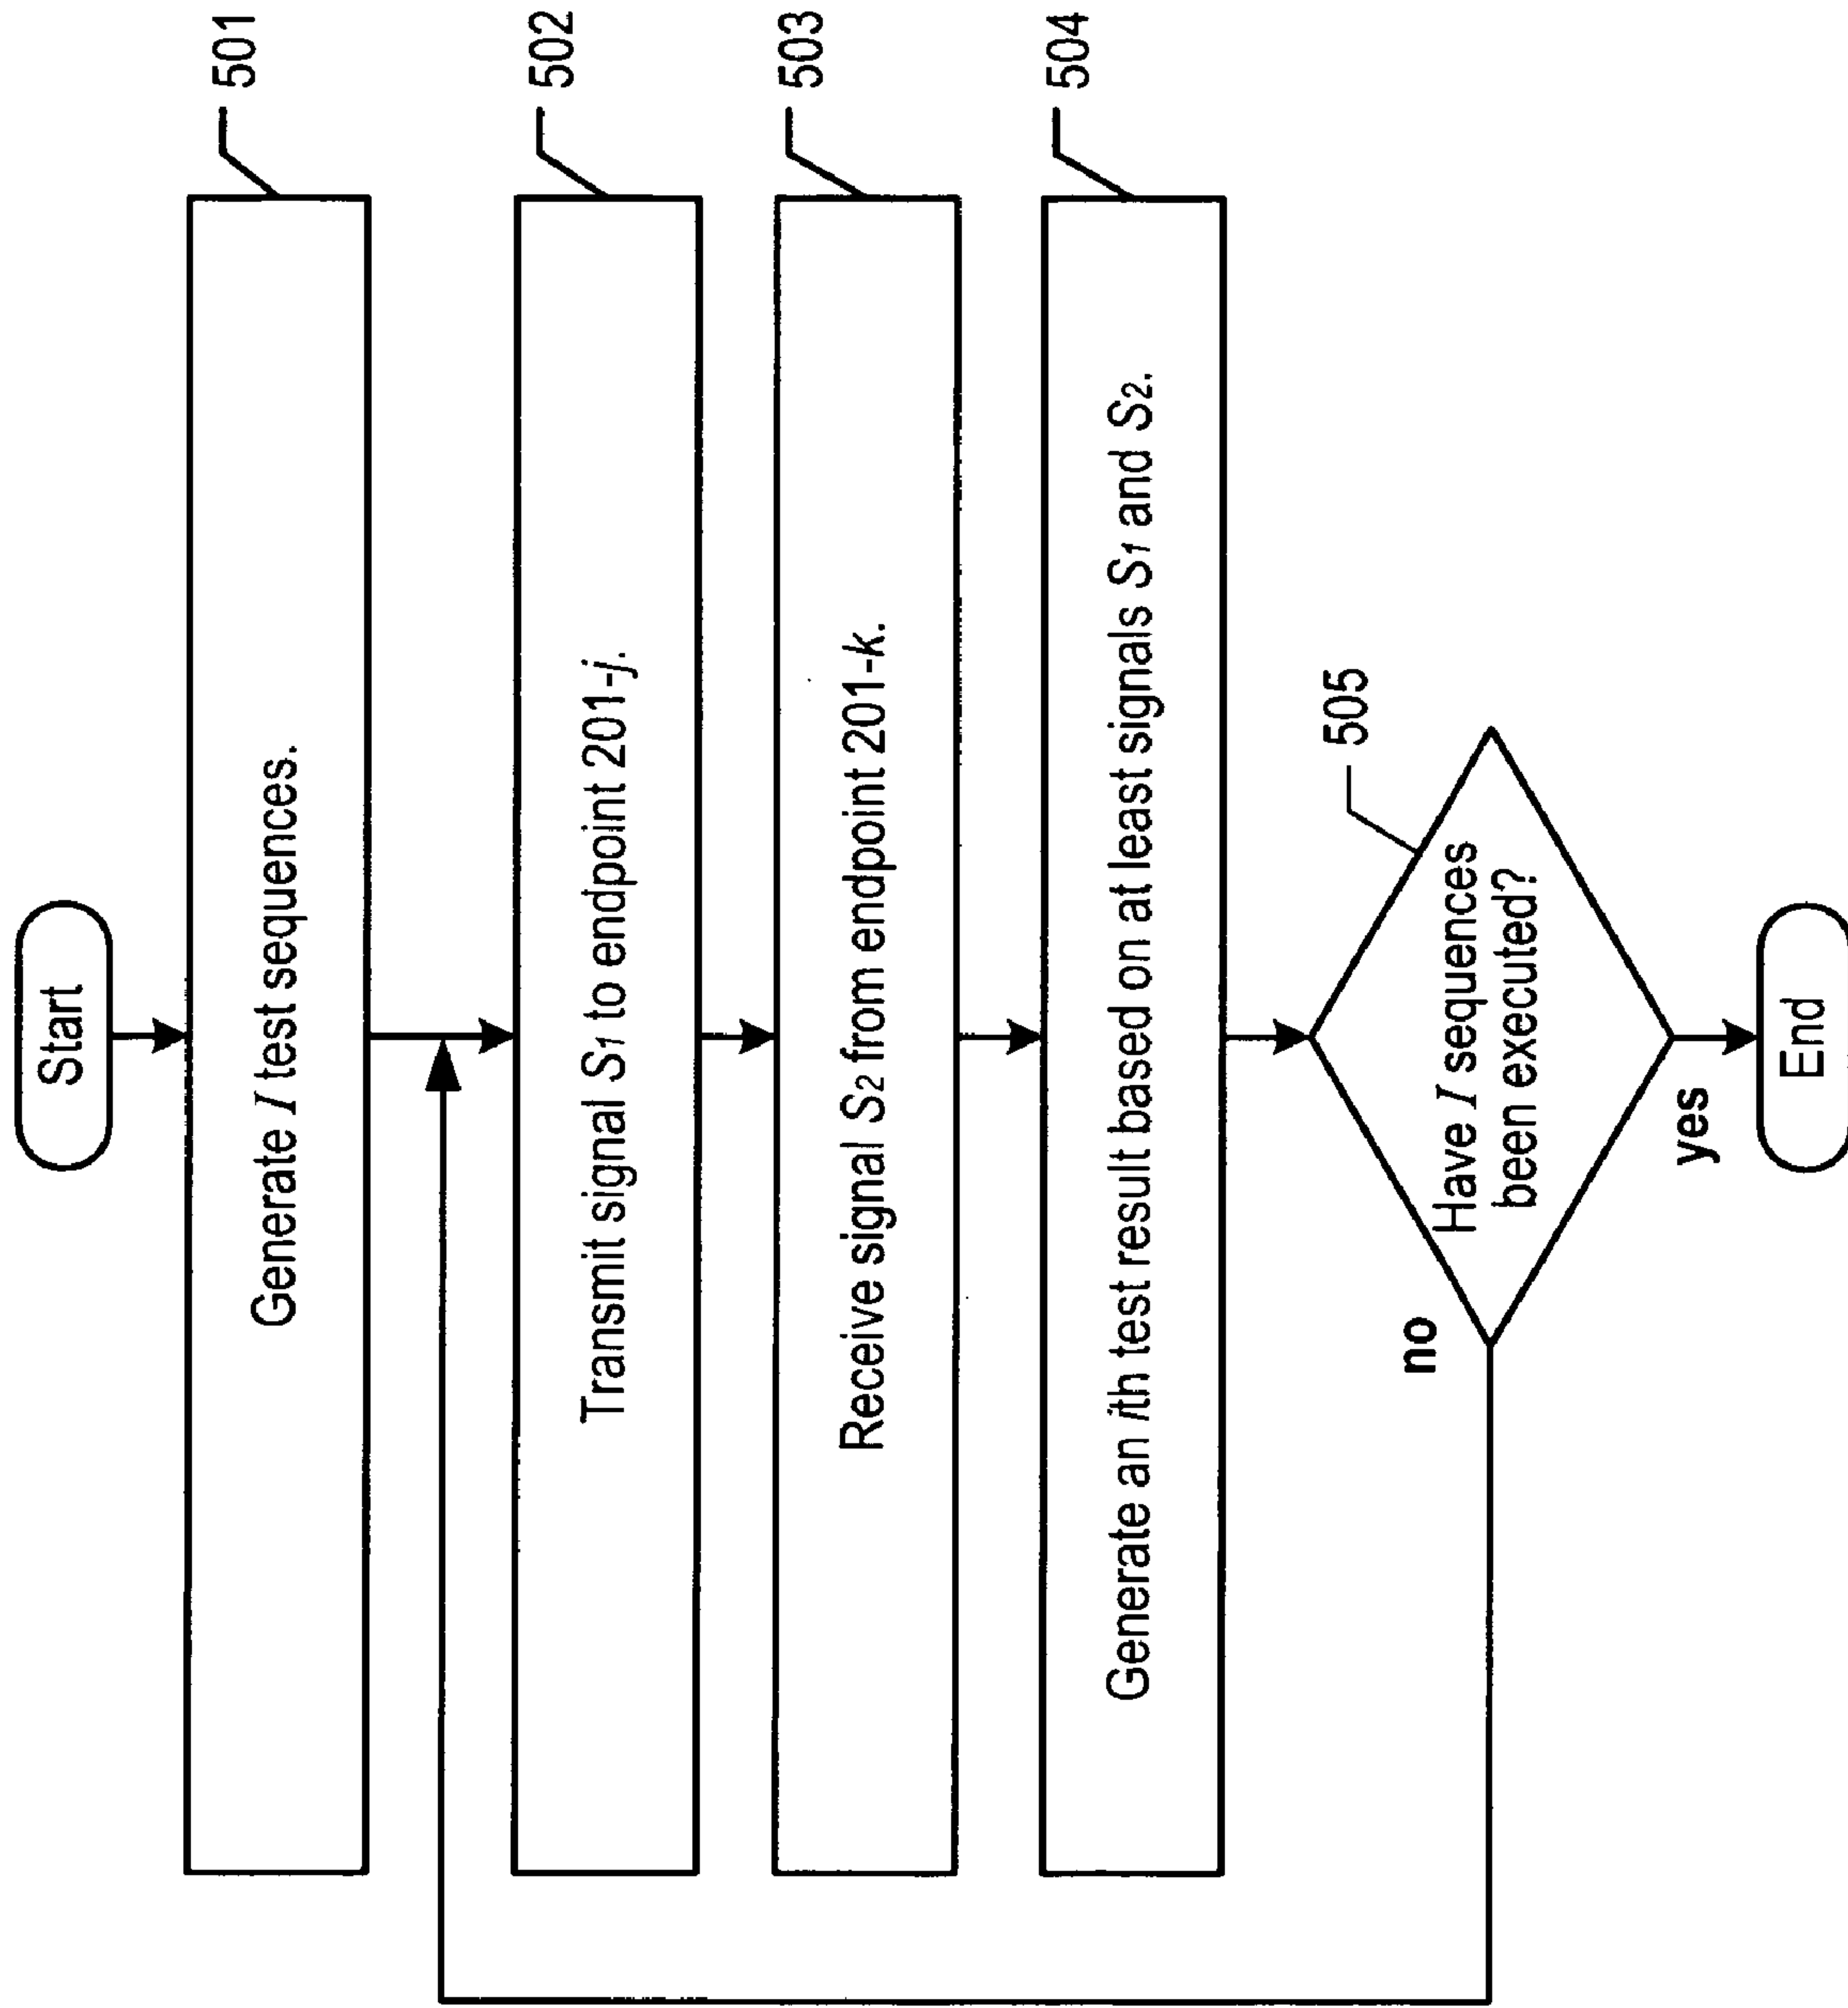 Start
501
Generate I test sequences.
502
Transmit signal S1 to endpoint 201-j.
503
Receive signal S2 from endpoint 201-k.
504
Generate an ith test result based on at least signals S1 and S2.
505
Have I sequences
been executed?
no
yes
End